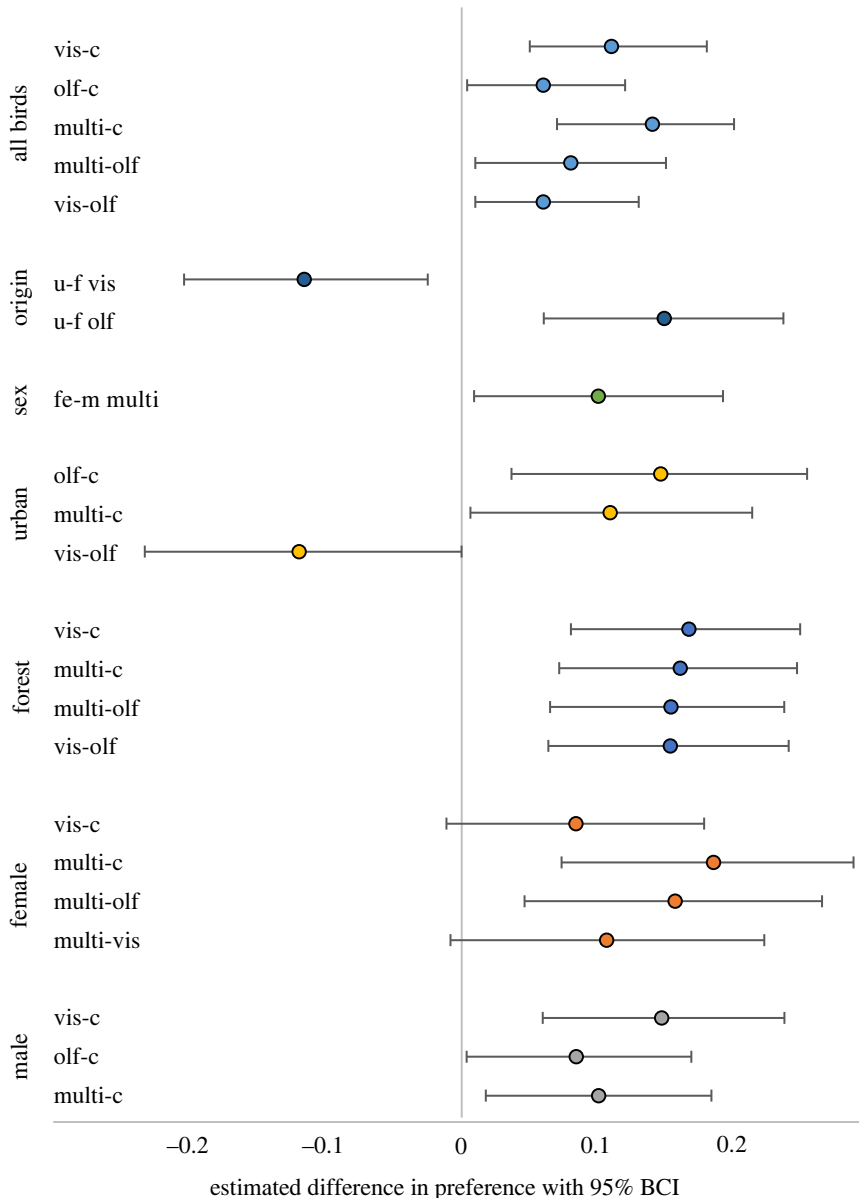 all birds
vis-c
olf-c
multi-c
multi-olf
vis-olf
origin
u-f vis
u-f olf
sex
fe-m multi
urban
olf-c
multi-c
vis-olf
forest
vis-c
multi-c
multi-olf
vis-olf
female
vis-c
multi-c
multi-olf
multi-vis
male
vis-c
olf-c
multi-c
–0.2 –0.1 0 0.1 0.2
estimated difference in preference with 95% BCI